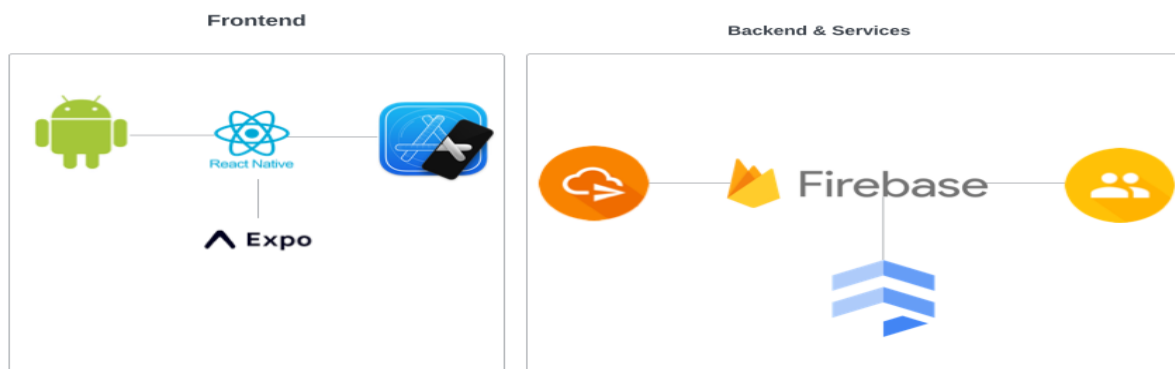 Frontend
Backend & Services
React Native
Expo
Firebase